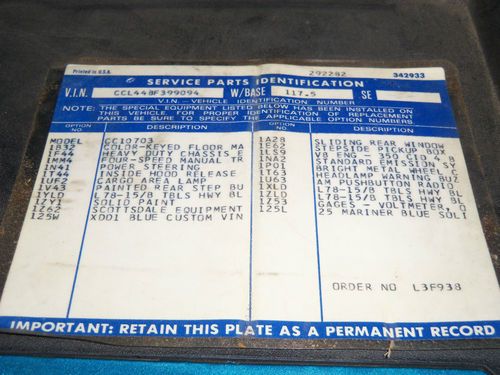 Printed in U.S.A. 292282 342933
SERVICE PARTS IDENTIFICATION
V.I.N. CCL448F399094 W/BASE 117.5 SE
V.I.N. - VEHICLE IDENTIFICATION NUMBER
NOTE: THE SPECIAL EQUIPMENT LISTED BELOW HAS BEEN INSTALLED ON
THIS VEHICLE FOR PROPER IDENTIFICATION OF REPLACEMENT
PARTS BE SURE TO SPECIFY THE OPTION NUMBER
OPTION NO. DESCRIPTION OPTION NO. DESCRIPTION
MODEL CC10703 1A28 SLIDING REAR WINDOW
1B32 COLOR-KEYED FLOOR MA 1E62 STEPSIDE PICKUP BOX
1F44 HEAVY DUTY CHASSIS E 1LS9 V8 ENG - 350 CID
1MM4 FOUR-SPEED MANUAL TR 1NA2 STANDARD EMISSION SY
1N41 POWER STEERING 1P01 BRIGHT METAL WHEEL C
1T44 INSIDE HOOD RELEASE 1T63 HEADLAMP WARNING BUZ
1UF2 CARGO AREA LAMP 1U63 AM PUSHBUTTON RADIO
1V43 PAINTED REAR STEP BU 1XLD L78-15/B TBLS HWY BL
1YLD L78-15/B TBLS HWY BL 1ZLD L78-15/B TBLS HWY BL
1ZY1 SOLID PAINT 1Z53 GAGES - VOLTMETER, O
1Z62 SCOTTSDALE EQUIPMENT 125L 25 MARINER BLUE SOLI
125W XDD1 BLUE CUSTOM VIN
ORDER NO L3F938
IMPORTANT: RETAIN THIS PLATE AS A PERMANENT RECORD